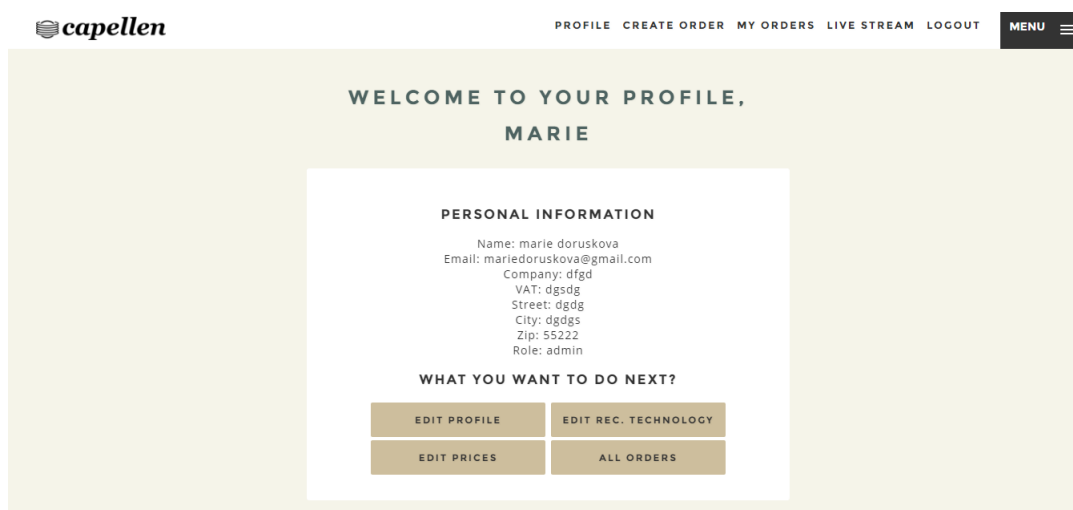 capellen
PROFILE CREATE ORDER MY ORDERS LIVE STREAM LOGOUT MENU
WELCOME TO YOUR PROFILE,
MARIE
PERSONAL INFORMATION
Name: marie doruskova
Email: mariedoruskova@gmail.com
Company: dfgd
VAT: dgsdg
Street: dgdg
City: dgdgs
Zip: 55222
Role: admin
WHAT YOU WANT TO DO NEXT?
EDIT PROFILE EDIT REC. TECHNOLOGY
EDIT PRICES ALL ORDERS